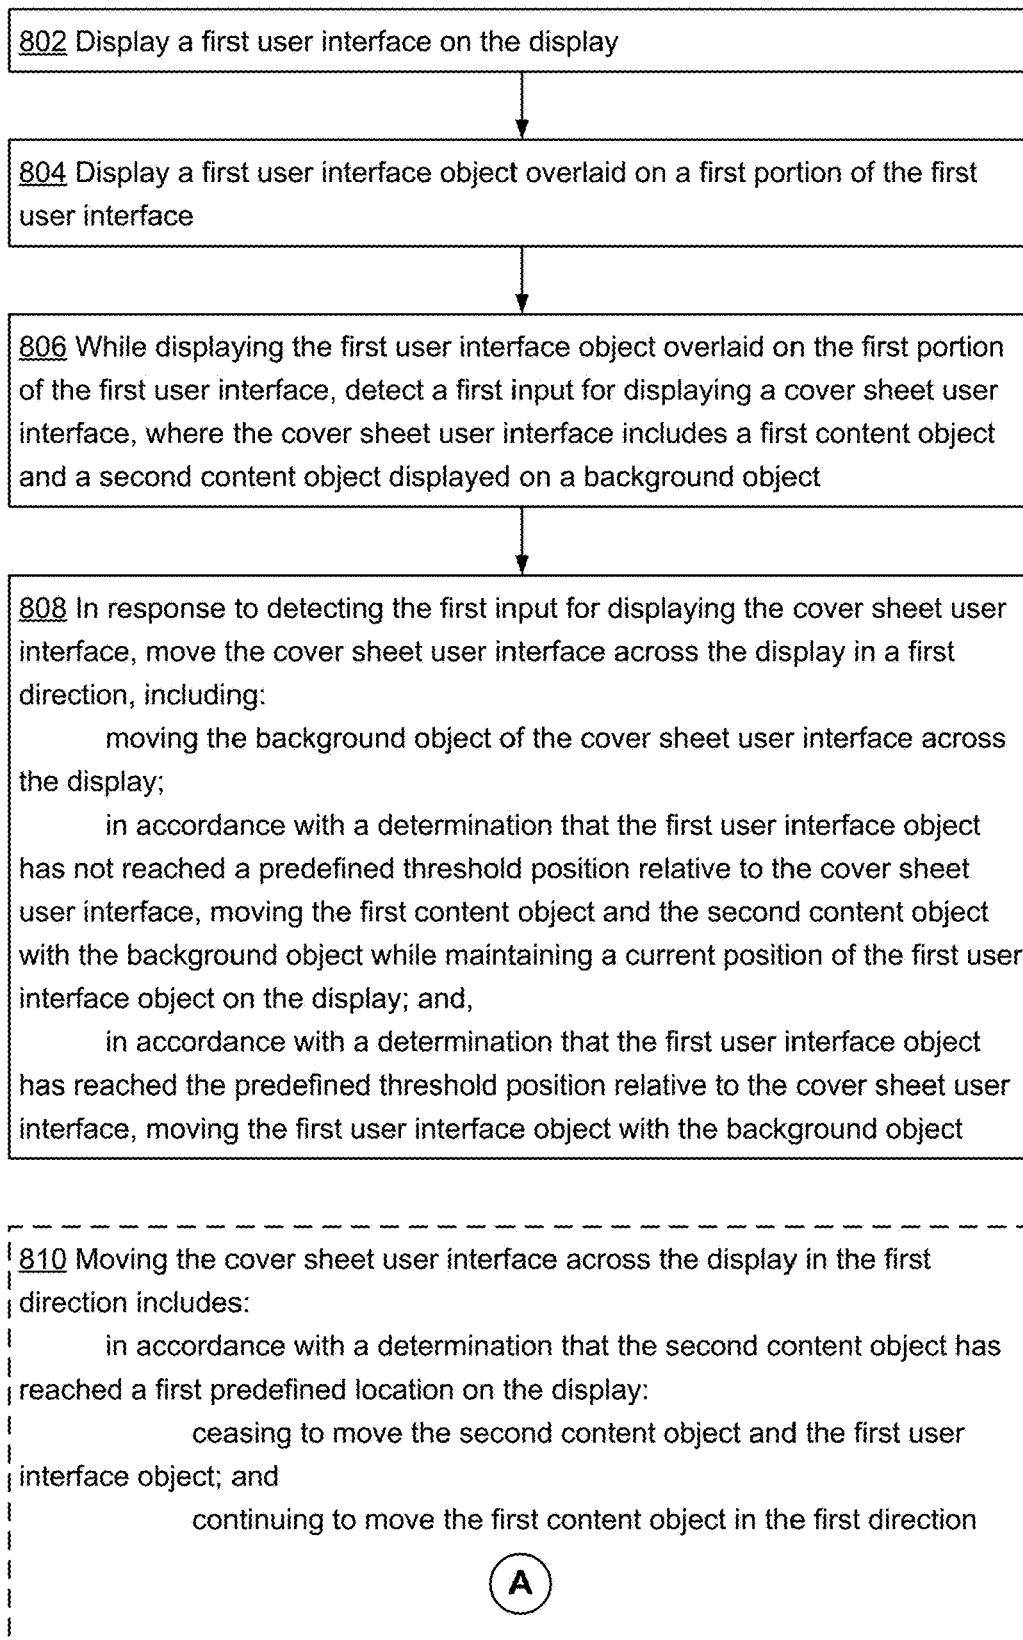 802 Display a first user interface on the display
804 Display a first user interface object overlaid on a first portion of the first
user interface
806 While displaying the first user interface object overlaid on the first portion
of the first user interface, detect a first input for displaying a cover sheet user
interface, where the cover sheet user interface includes a first content object
and a second content object displayed on a background object
808 In response to detecting the first input for displaying the cover sheet user
interface, move the cover sheet user interface across the display in a first
direction, including:
moving the background object of the cover sheet user interface across
the display;
in accordance with a determination that the first user interface object
has not reached a predefined threshold position relative to the cover sheet
user interface, moving the first content object and the second content object
with the background object while maintaining a current position of the first user
interface object on the display; and,
in accordance with a determination that the first user interface object
has reached the predefined threshold position relative to the cover sheet user
interface, moving the first user interface object with the background object
810 Moving the cover sheet user interface across the display in the first
direction includes:
in accordance with a determination that the second content object has
reached a first predefined location on the display:
ceasing to move the second content object and the first user
interface object; and
continuing to move the first content object in the first direction
A